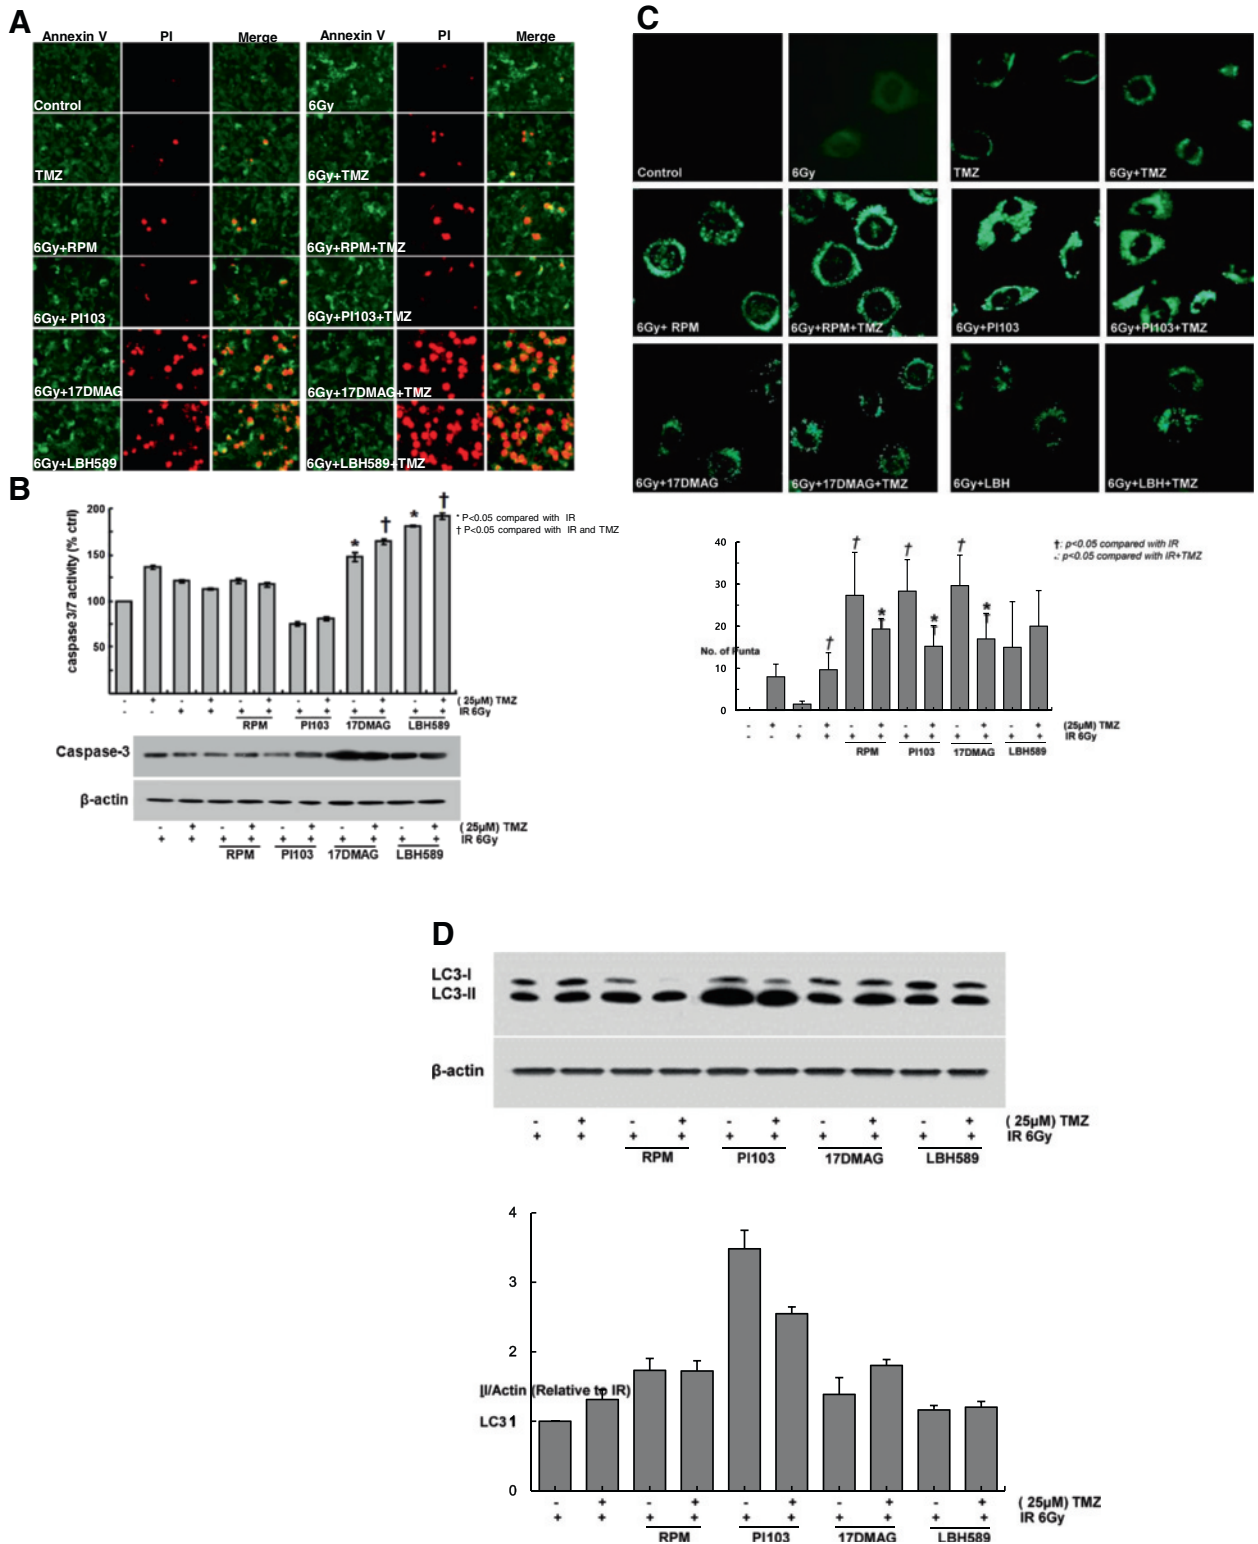 A
Annexin V PI Merge Annexin V PI Merge
Control 6Gy
TMZ 6Gy+TMZ
6Gy+RPM 6Gy+RPM+TMZ
6Gy+ PI103 6Gy+PI103+TMZ
6Gy+17DMAG 6Gy+17DMAG+TMZ
6Gy+LBH589 6Gy+LBH589+TMZ
B
caspase 3/7 activity (% ctrl)
200
150
100
50
* † * †
* P<0.05 compared with IR
† P<0.05 compared with IR and TMZ
- + - + - + - + - + - + ( 25µM) TMZ
- - + + + + + + + + + + IR 6Gy
RPM PI103 17DMAG LBH589
Caspase-3
β-actin
- + - + - + - + - + ( 25µM) TMZ
+ + + + + + + + + + IR 6Gy
RPM PI103 17DMAG LBH589
C
Control 6Gy TMZ 6Gy+TMZ
6Gy+ RPM 6Gy+RPM+TMZ 6Gy+PI103 6Gy+PI103+TMZ
6Gy+17DMAG 6Gy+17DMAG+TMZ 6Gy+LBH 6Gy+LBH+TMZ
40
30
20
10
0
No. of Punta
† † * † † * † † * †
†: p<0.05 compared with IR
p<0.05 compared with IR+TMZ
- + - + - + - + - + - + (25µM) TMZ
- - + + + + + + + + + + IR 6Gy
RPM PI103 17DMAG LBH589
D
LC3-I
LC3-II
β-actin
- + - + - + - + - + ( 25µM) TMZ
+ + + + + + + + + + IR 6Gy
RPM PI103 17DMAG LBH589
4
3
2
II/Actin (Relative to IR)
LC3 1
0
- + - + - + - + - + ( 25µM) TMZ
+ + + + + + + + + + IR 6Gy
RPM PI103 17DMAG LBH589